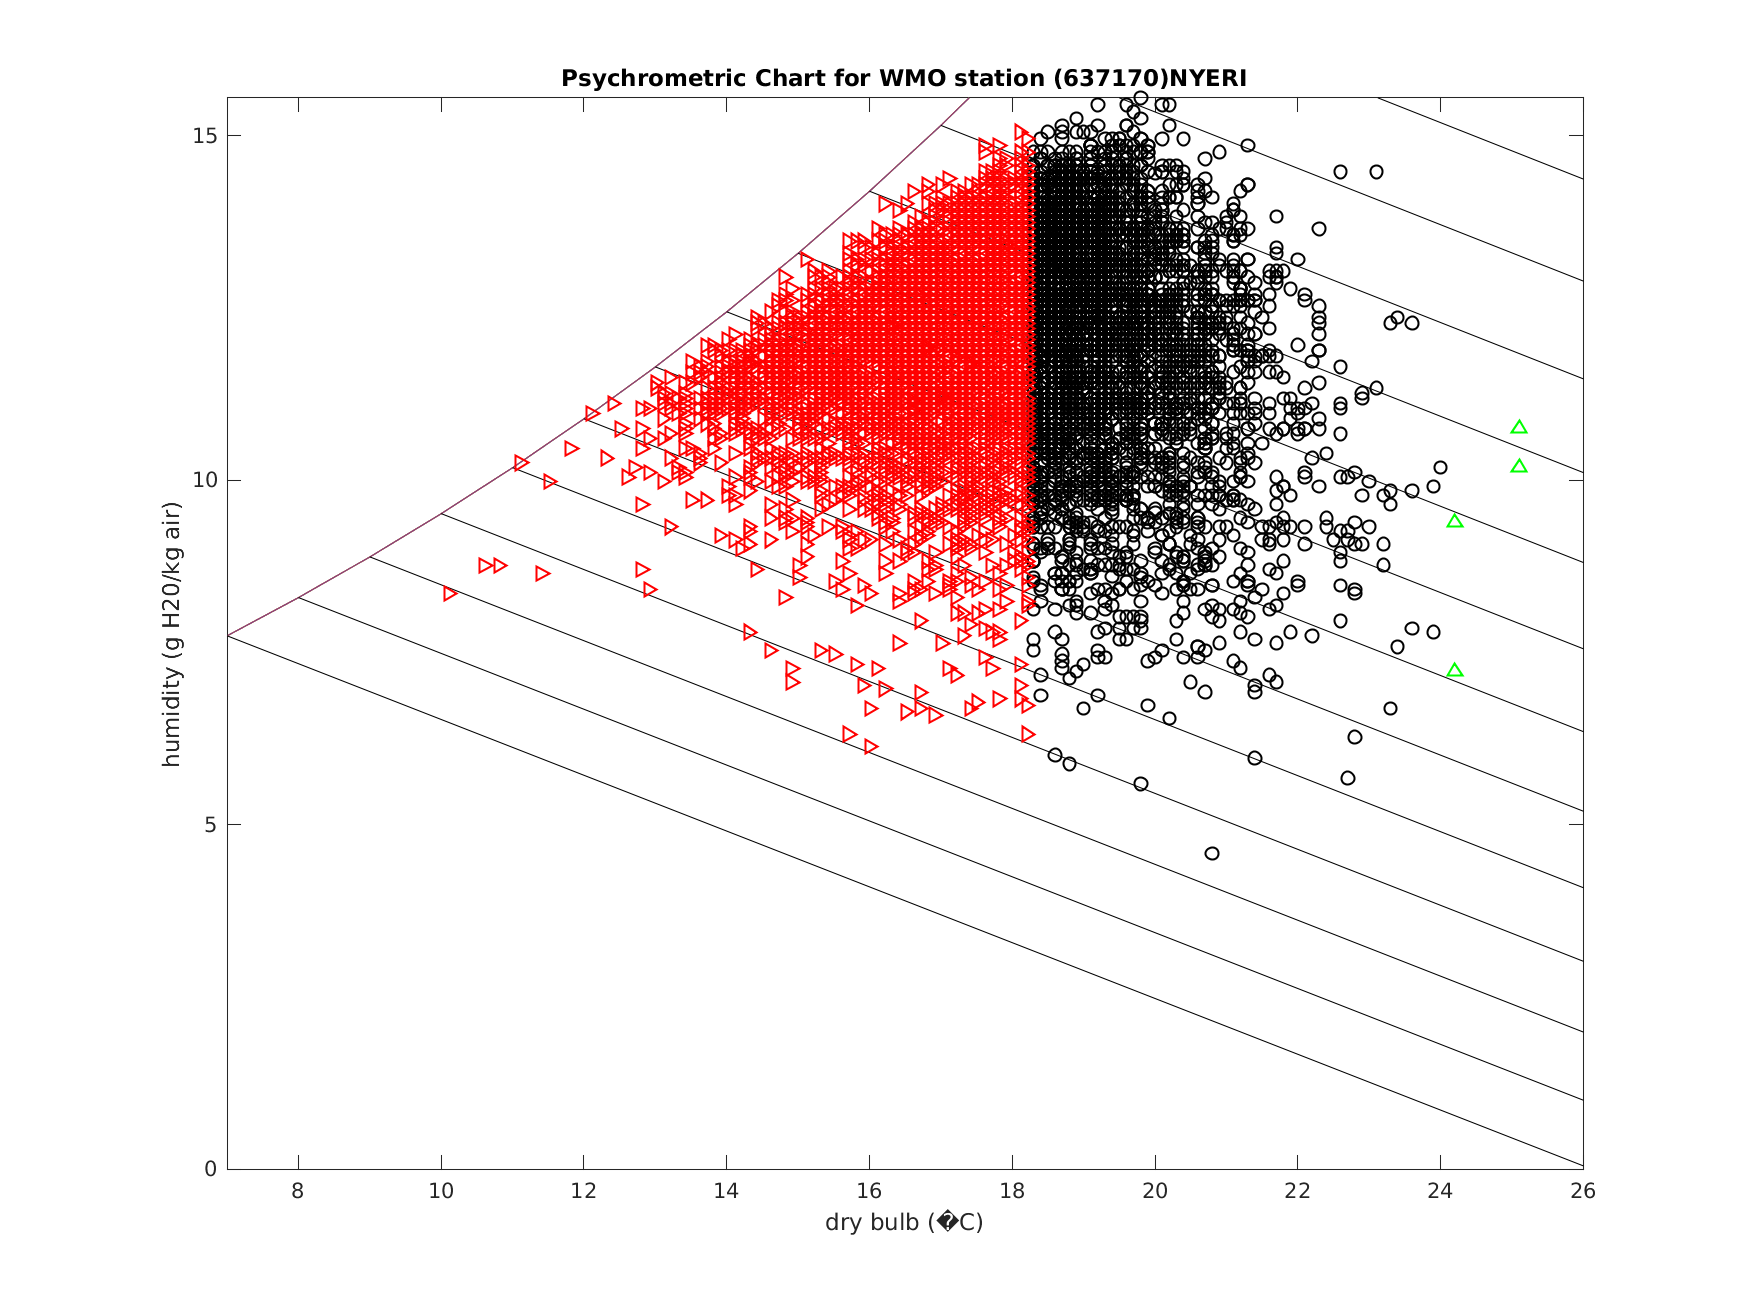 Psychrometric Chart for WMO station (637170)NYERI
15
10
5
0
humidity (g H20/kg air)
8 10 12 14 16 18 20 22 24 26
dry bulb (�C)